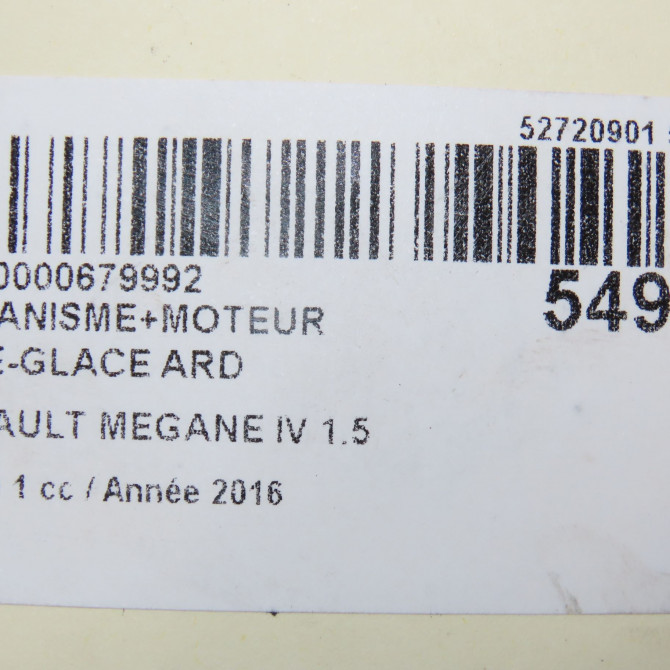 52720901
0000679992
549
ANISME+MOTEUR
E-GLACE ARD
AULT MEGANE IV 1.5
1 cc / Année 2016